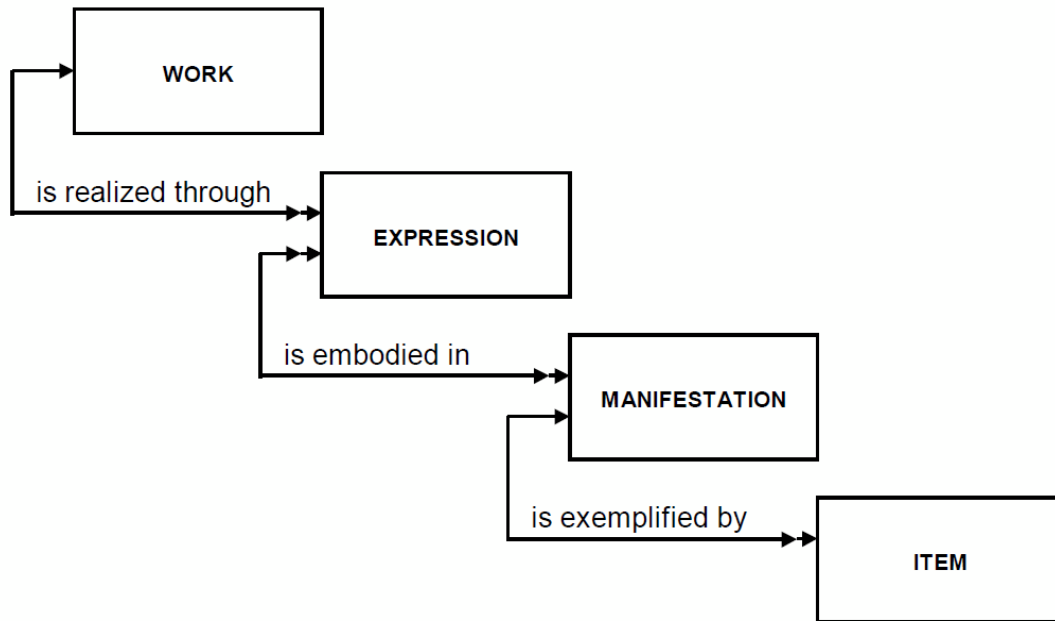 WORK
is realized through
EXPRESSION
is embodied in
MANIFESTATION
is exemplified by
ITEM